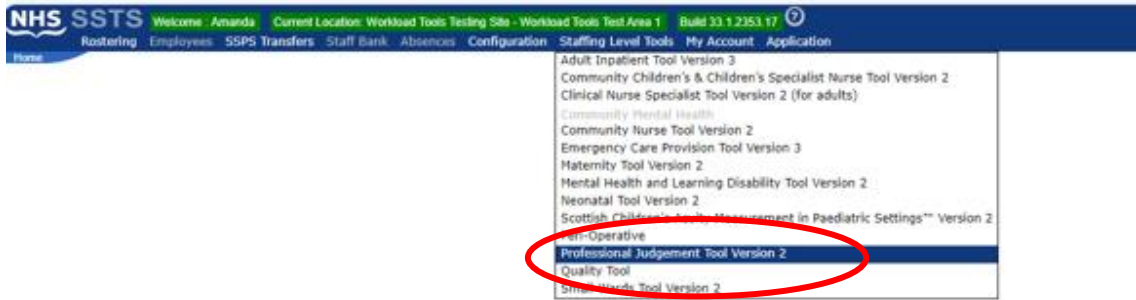 NHS SSTS Welcome : Amanda Current Location: Workload Tools Testing Site - Workload Tools Test Area 1 Build 33.1.2353.17 ?
Rostering Employees SSPS Transfers Staff Bank Absences Configuration Staffing Level Tools My Account Application
Home
Adult Inpatient Tool Version 3
Community Children's & Children's Specialist Nurse Tool Version 2
Clinical Nurse Specialist Tool Version 2 (for adults)
Community Mental Health
Community Nurse Tool Version 2
Emergency Care Provision Tool Version 3
Maternity Tool Version 2
Mental Health and Learning Disability Tool Version 2
Neonatal Tool Version 2
Scottish Children's Acuity Measurement in Paediatric Settings™ Version 2
Peri-Operative
Professional Judgement Tool Version 2
Quality Tool
Small Wards Tool Version 2